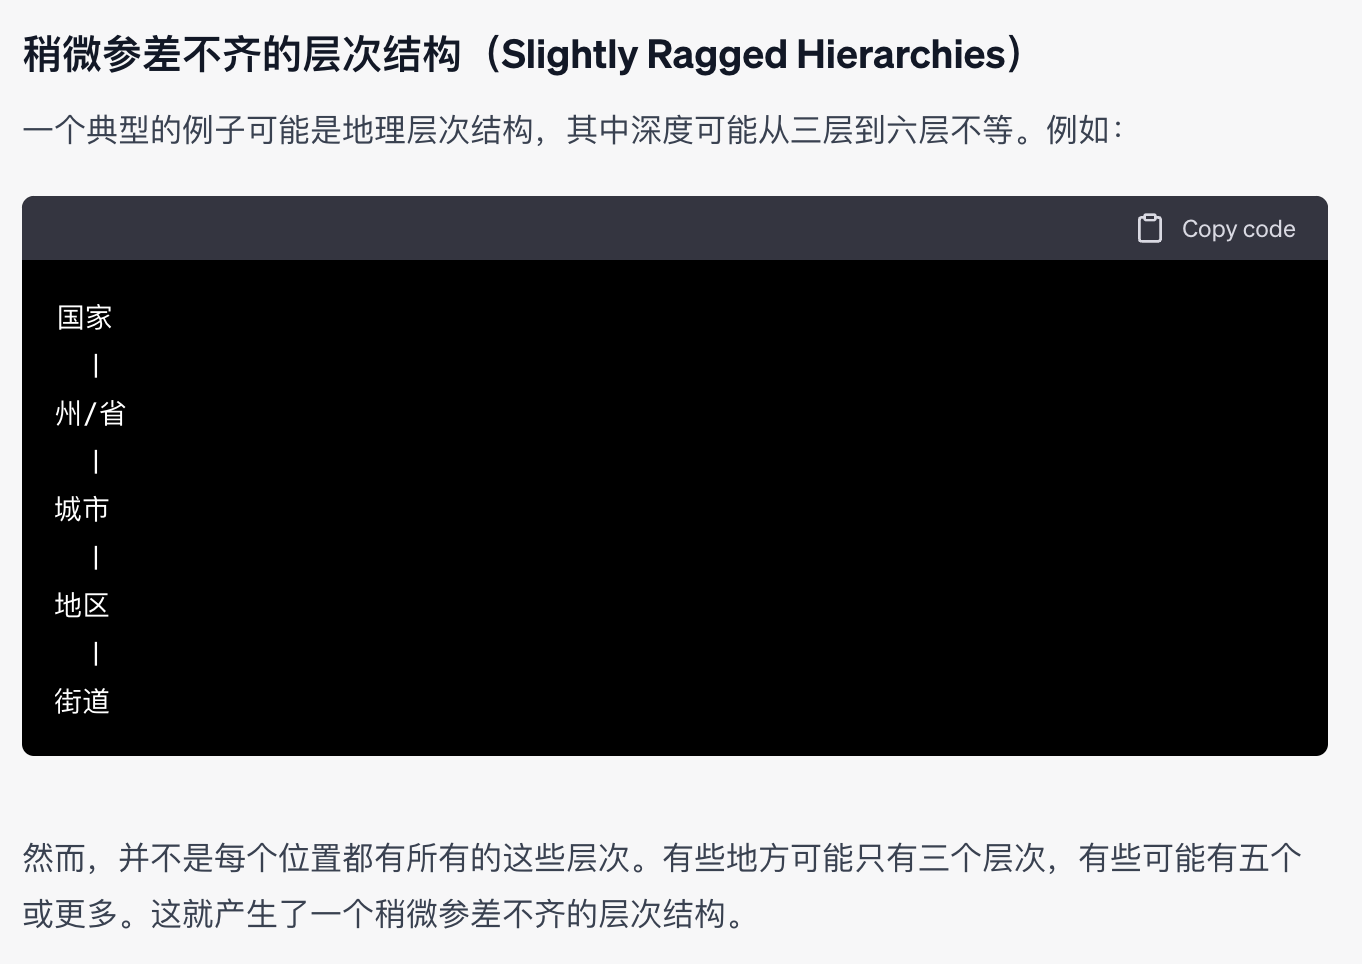 稍微参差不齐的层次结构（Slightly Ragged Hierarchies）
一个典型的例子可能是地理层次结构，其中深度可能从三层到六层不等。例如：
Copy code
国家
|
州/省
|
城市
|
地区
|
街道
然而，并不是每个位置都有所有的这些层次。有些地方可能只有三个层次，有些可能有五个
或更多。这就产生了一个稍微参差不齐的层次结构。